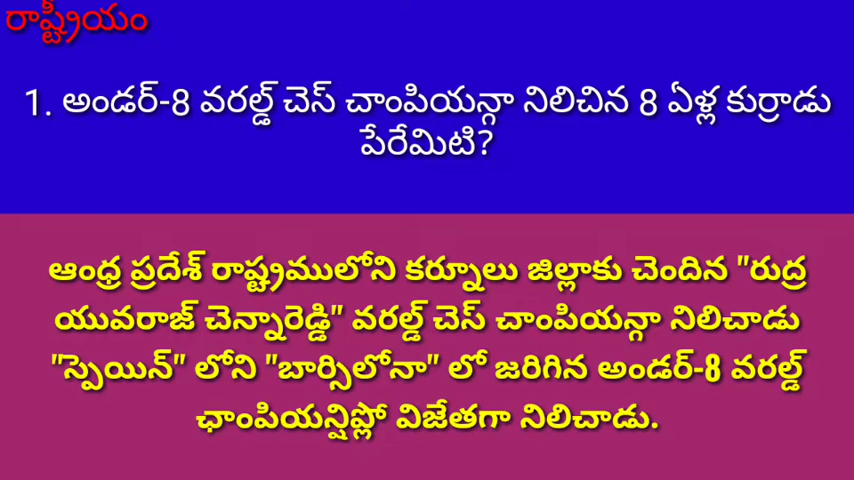 రాష్ట్రీయం
1. అండర్-8 వరల్డ్ చెస్ చాంపియన్గా నిలిచిన 8 ఏళ్ల కుర్రాడు
పేరేమిటి?
ఆంధ్ర ప్రదేశ్ రాష్ట్రములోని కర్నూలు జిల్లాకు చెందిన "రుద్ర
యువరాజ్ చెన్నారెడ్డి" వరల్డ్ చెస్ చాంపియన్గా నిలిచాడు
"స్పెయిన్" లోని "బార్సిలోనా" లో జరిగిన అండర్-8 వరల్డ్
ఛాంపియన్షిప్లో విజేతగా నిలిచాడు.